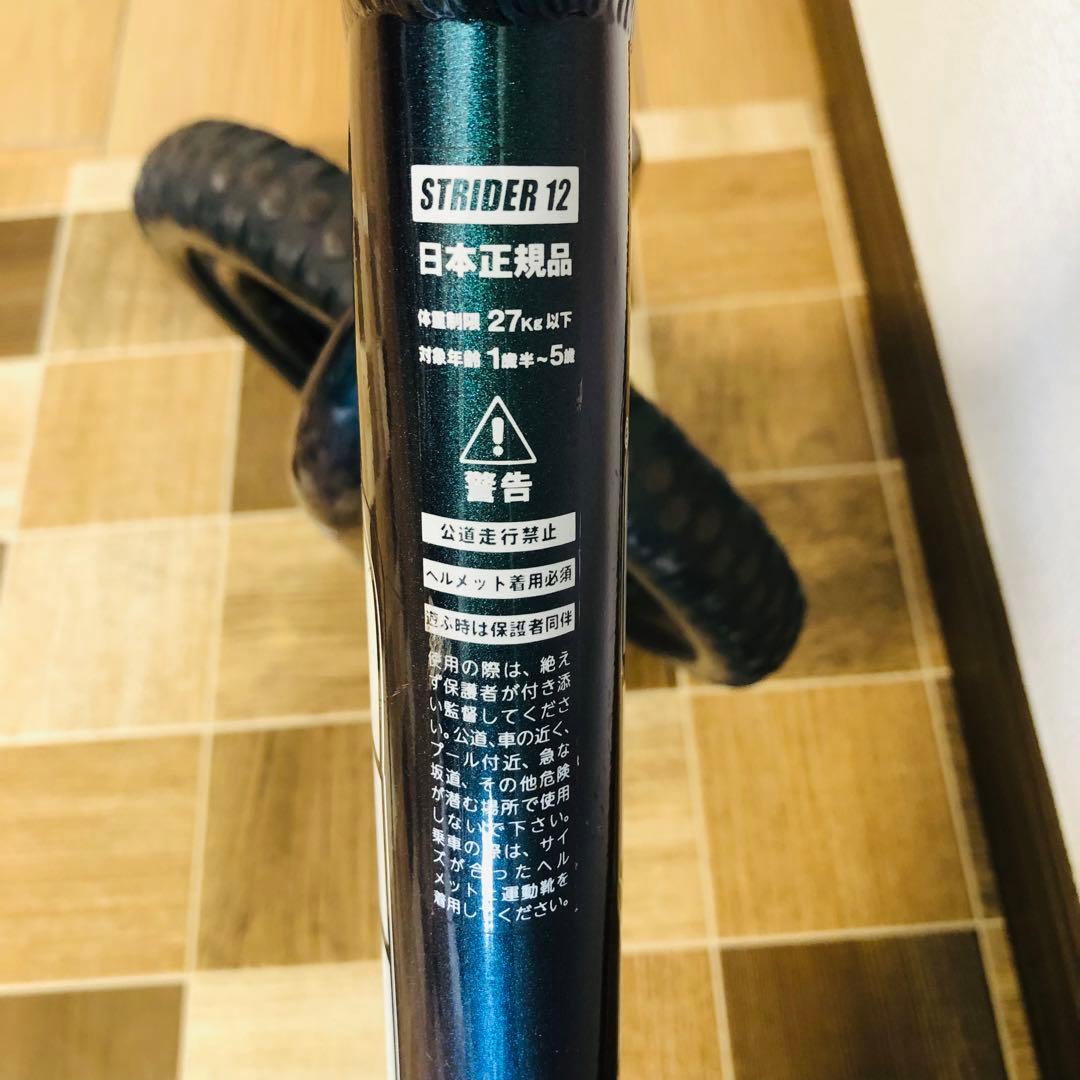 STRIDER 12
日本正規品
体重制限 27Kg 以下
対象年齢 1歳半~5歳
警告
公道走行禁止
ヘルメット着用必須
遊ぶ時は保護者同伴
使用の際は、絶え
ず保護者が付き添
い監督してくださ
い。公道、車の近く、
プール付近、急な
坂道、その他危険
が潜む場所で使用
しないで下さい。
乗車の際は、サイ
ズが合ったヘル
メットと運動靴を
着用してください。